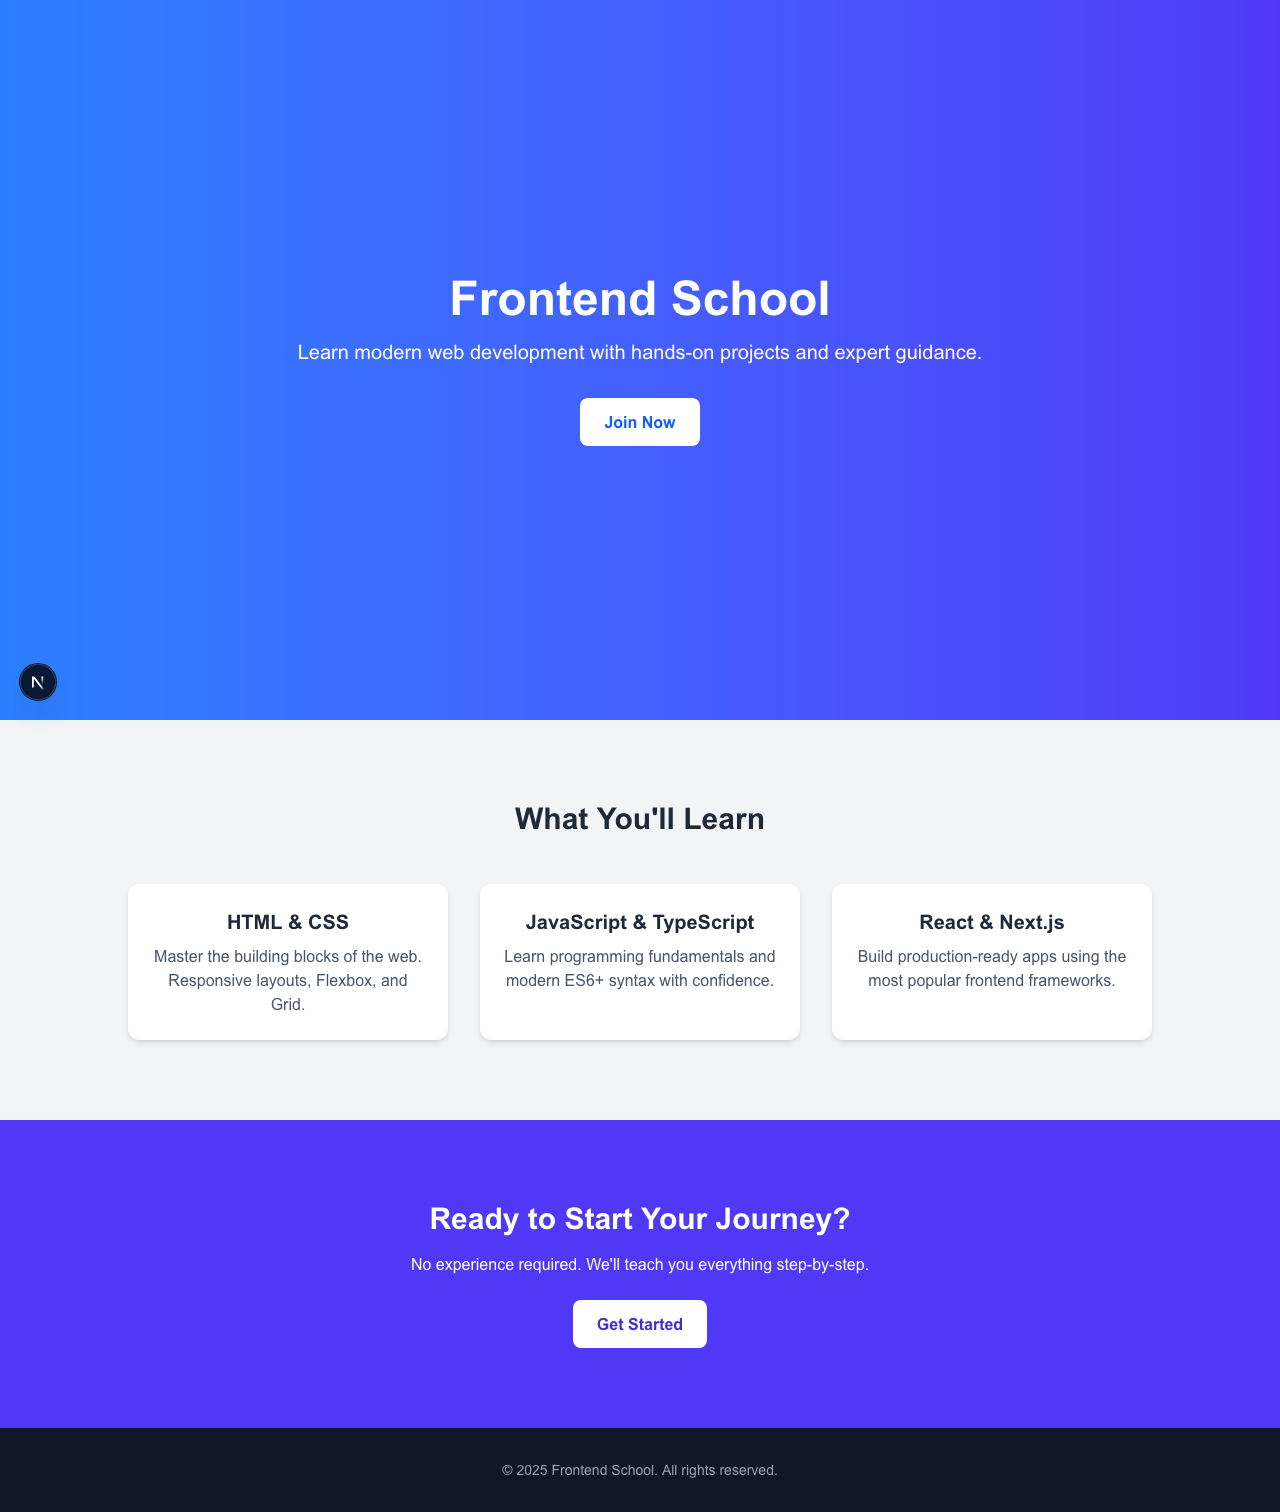 Frontend School
Learn modern web development with hands-on projects and expert guidance.
Join Now
N
What You'll Learn
HTML & CSS
Master the building blocks of the web.
Responsive layouts, Flexbox, and
Grid.
JavaScript & TypeScript
Learn programming fundamentals and
modern ES6+ syntax with confidence.
React & Next.js
Build production-ready apps using the
most popular frontend frameworks.
Ready to Start Your Journey?
No experience required. We'll teach you everything step-by-step.
Get Started
© 2025 Frontend School. All rights reserved.